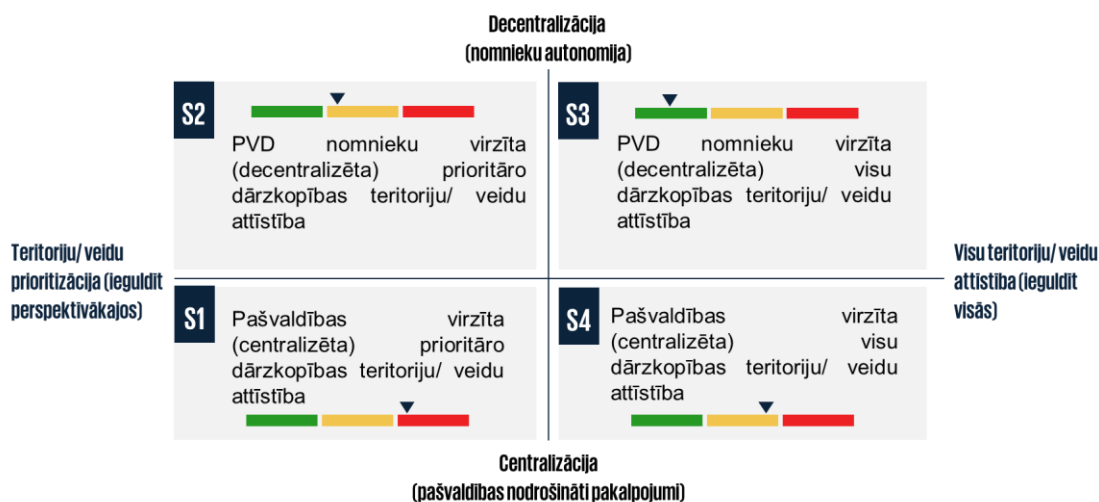 Decentralizācija
(nomnieku autonomija)
S2
PVD nomnieku virzīta
(decentralizēta) prioritāro
dārzkopības teritoriju/ veidu
attīstība
S3
PVD nomnieku virzīta
(decentralizēta) visu
dārzkopības teritoriju/ veidu
attīstība
Teritoriju/ veidu
prioritizācija (ieguldīt
perspektīvākajos)
Visu teritoriju/ veidu
attīstība (ieguldīt
visās)
S1
Pašvaldības virzīta
(centralizēta) prioritāro
dārzkopības teritoriju/ veidu
attīstība
S4
Pašvaldības virzīta
(centralizēta) visu
dārzkopības teritoriju/ veidu
attīstība
Centralizācija
(pašvaldības nodrošināti pakalpojumi)